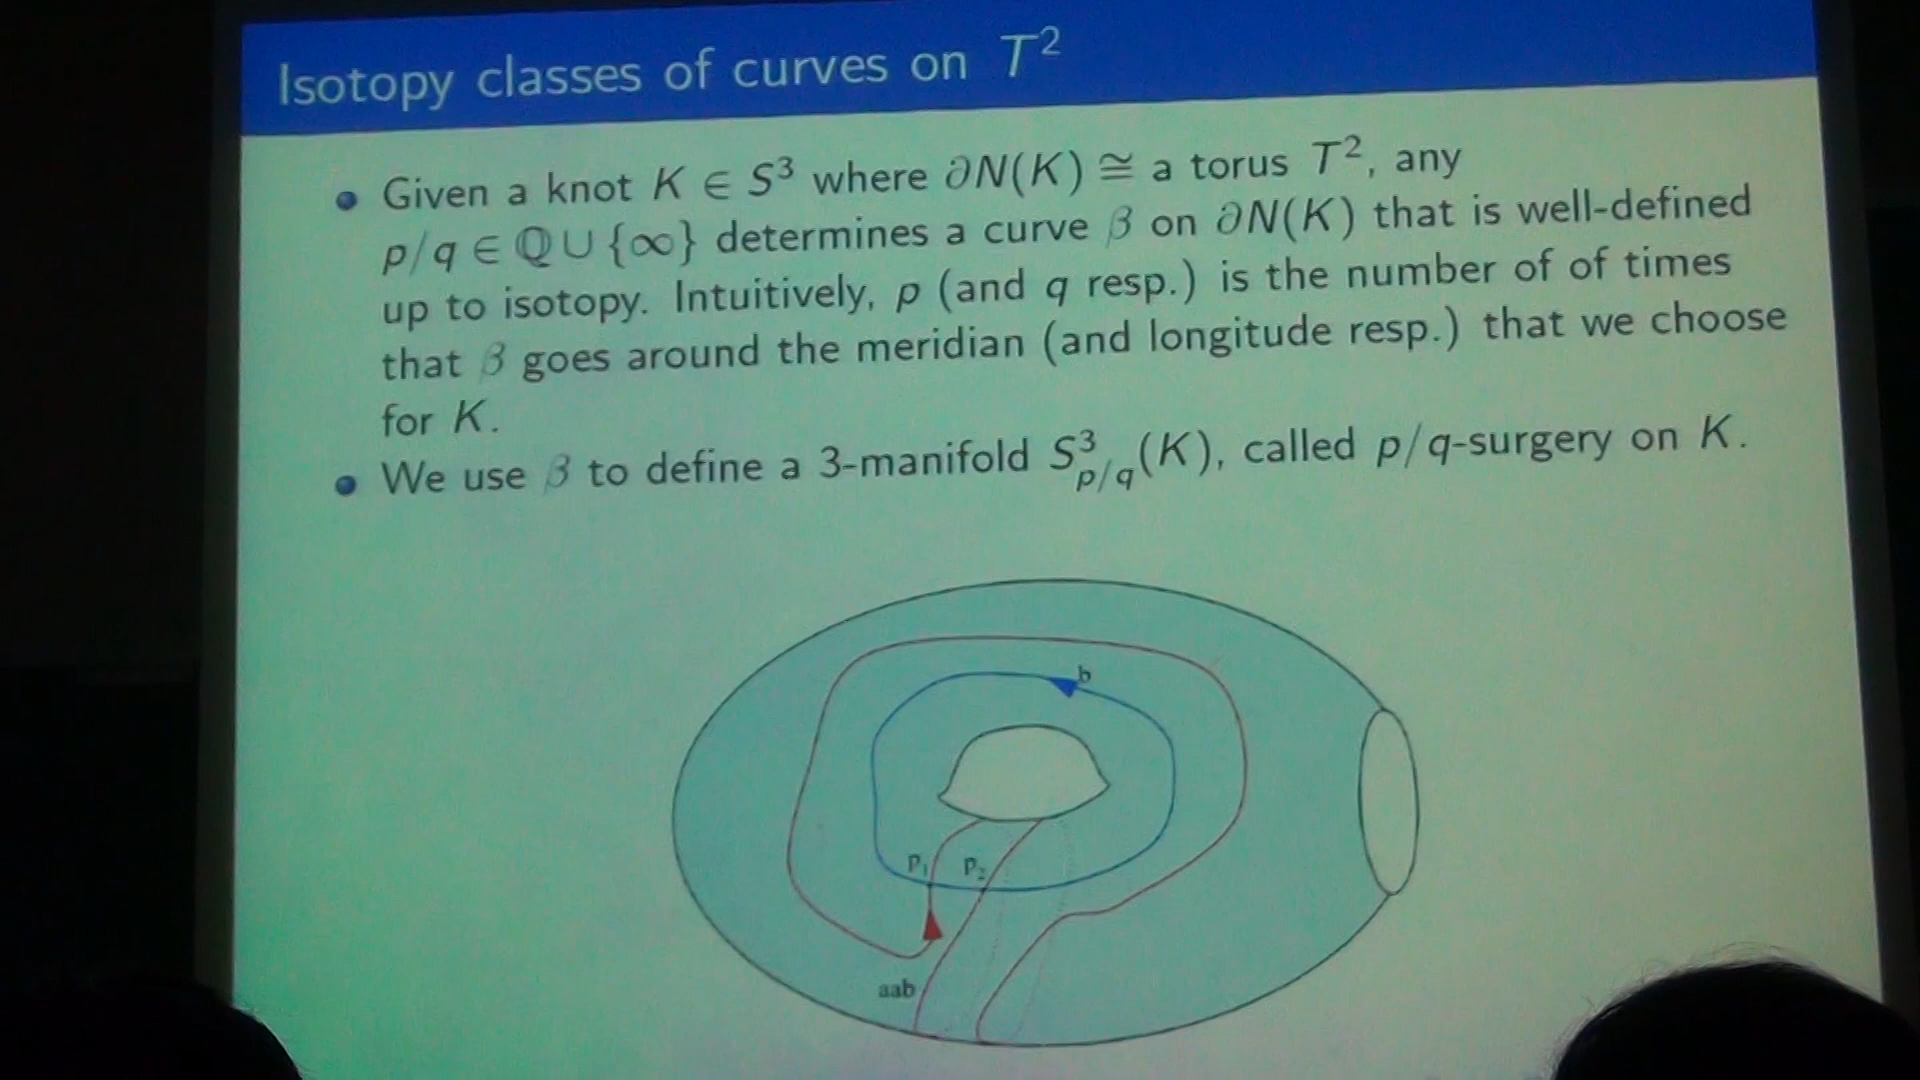 Isotopy classes of curves on T²
Given a knot K ∈ S³ where ∂N(K) ≅ a torus T², any
p/q ∈ ℚ ∪ {∞} determines a curve β on ∂N(K) that is well-defined
up to isotopy. Intuitively, p (and q resp.) is the number of of times
that β goes around the meridian (and longitude resp.) that we choose
for K.
We use β to define a 3-manifold S³_{p/q}(K), called p/q-surgery on K.
b
P₁ P₂
aab